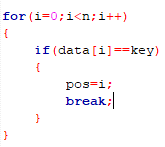 for(i=0;i<n;i++)
{
if(data[i]==key)
{
pos=i;
break;
}
}